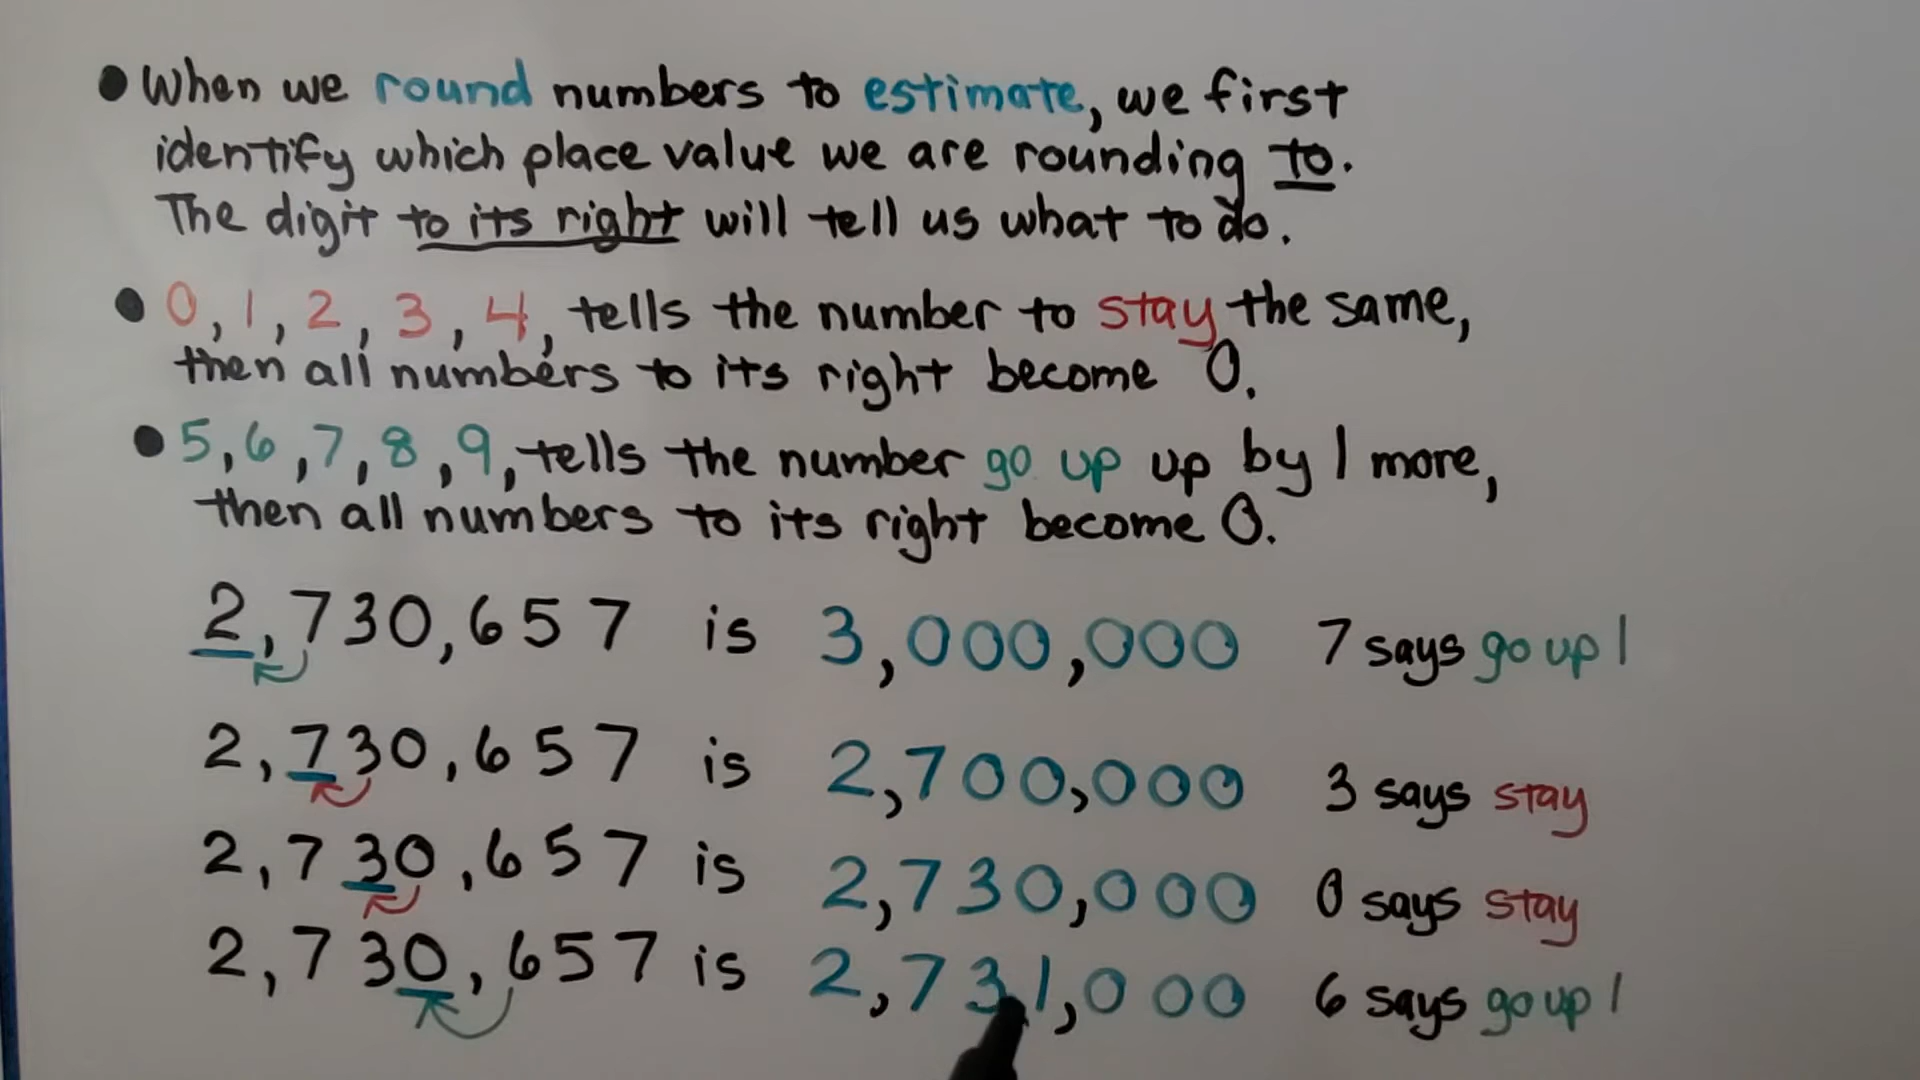 When we round numbers to estimate, we first
identify which place value we are rounding to.
The digit to its right will tell us what to do.
0, 1, 2, 3, 4, tells the number to stay the same,
then all numbers to its right become 0.
5, 6, 7, 8, 9, tells the number go up up by 1 more,
then all numbers to its right become 0.
2,730,657 is 3,000,000 7 says go up 1
2,730,657 is 2,700,000 3 says stay
2,730,657 is 2,730,000 0 says stay
2,730,657 is 2,731,000 6 says go up 1